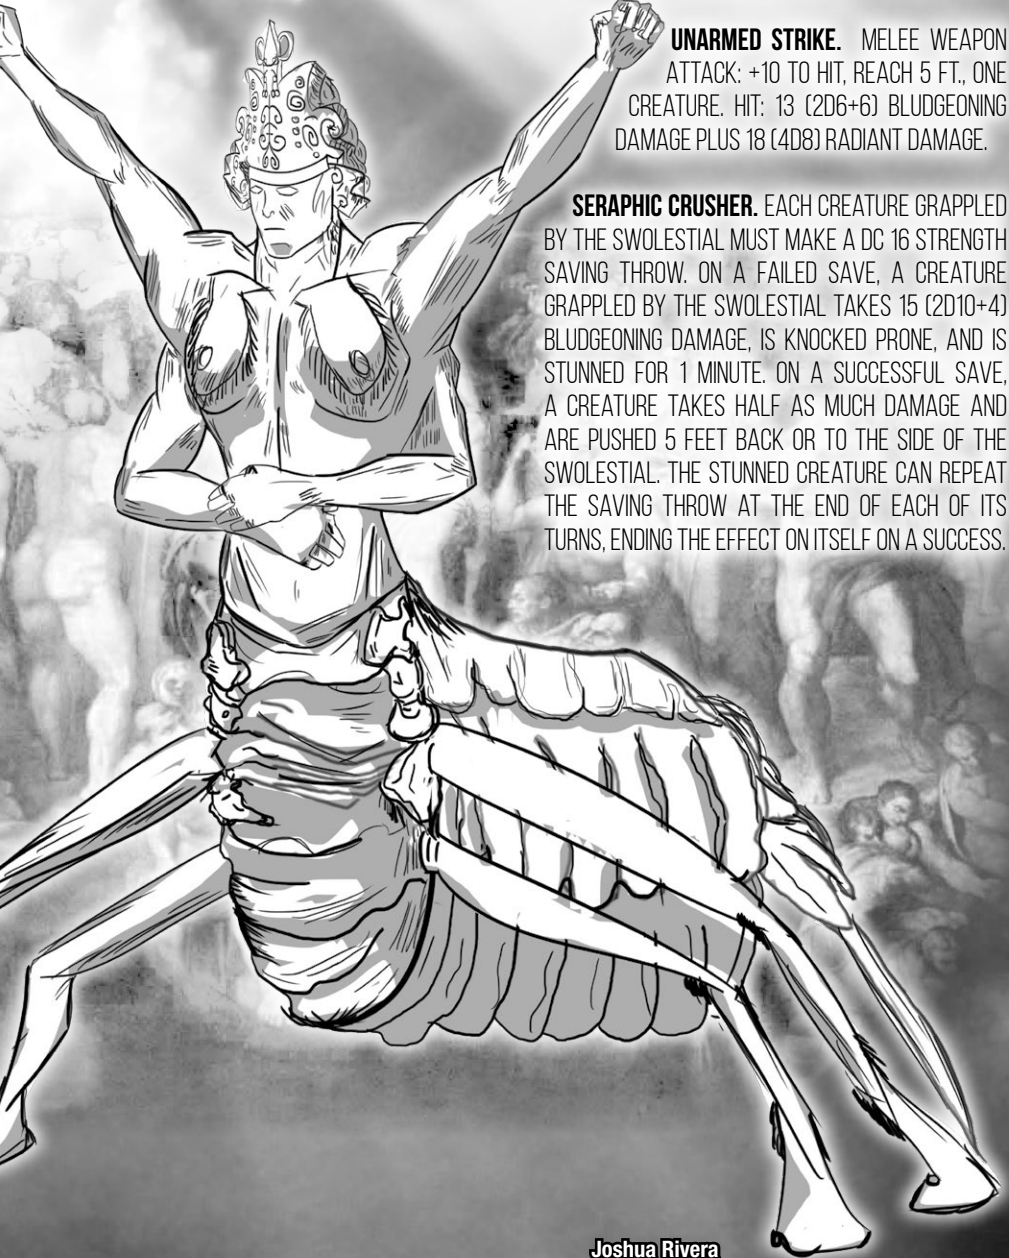 UNARMED STRIKE. MELEE WEAPON
ATTACK: +10 TO HIT, REACH 5 FT., ONE
CREATURE. HIT: 13 (2D6+6) BLUDGEONING
DAMAGE PLUS 18 (4D8) RADIANT DAMAGE.
SERAPHIC CRUSHER. EACH CREATURE GRAPPLED
BY THE SWOLESTIAL MUST MAKE A DC 16 STRENGTH
SAVING THROW. ON A FAILED SAVE, A CREATURE
GRAPPLED BY THE SWOLESTIAL TAKES 15 (2D10+4)
BLUDGEONING DAMAGE, IS KNOCKED PRONE, AND IS
STUNNED FOR 1 MINUTE. ON A SUCCESSFUL SAVE,
A CREATURE TAKES HALF AS MUCH DAMAGE AND
ARE PUSHED 5 FEET BACK OR TO THE SIDE OF THE
SWOLESTIAL. THE STUNNED CREATURE CAN REPEAT
THE SAVING THROW AT THE END OF EACH OF ITS
TURNS, ENDING THE EFFECT ON ITSELF ON A SUCCESS.
Joshua Rivera